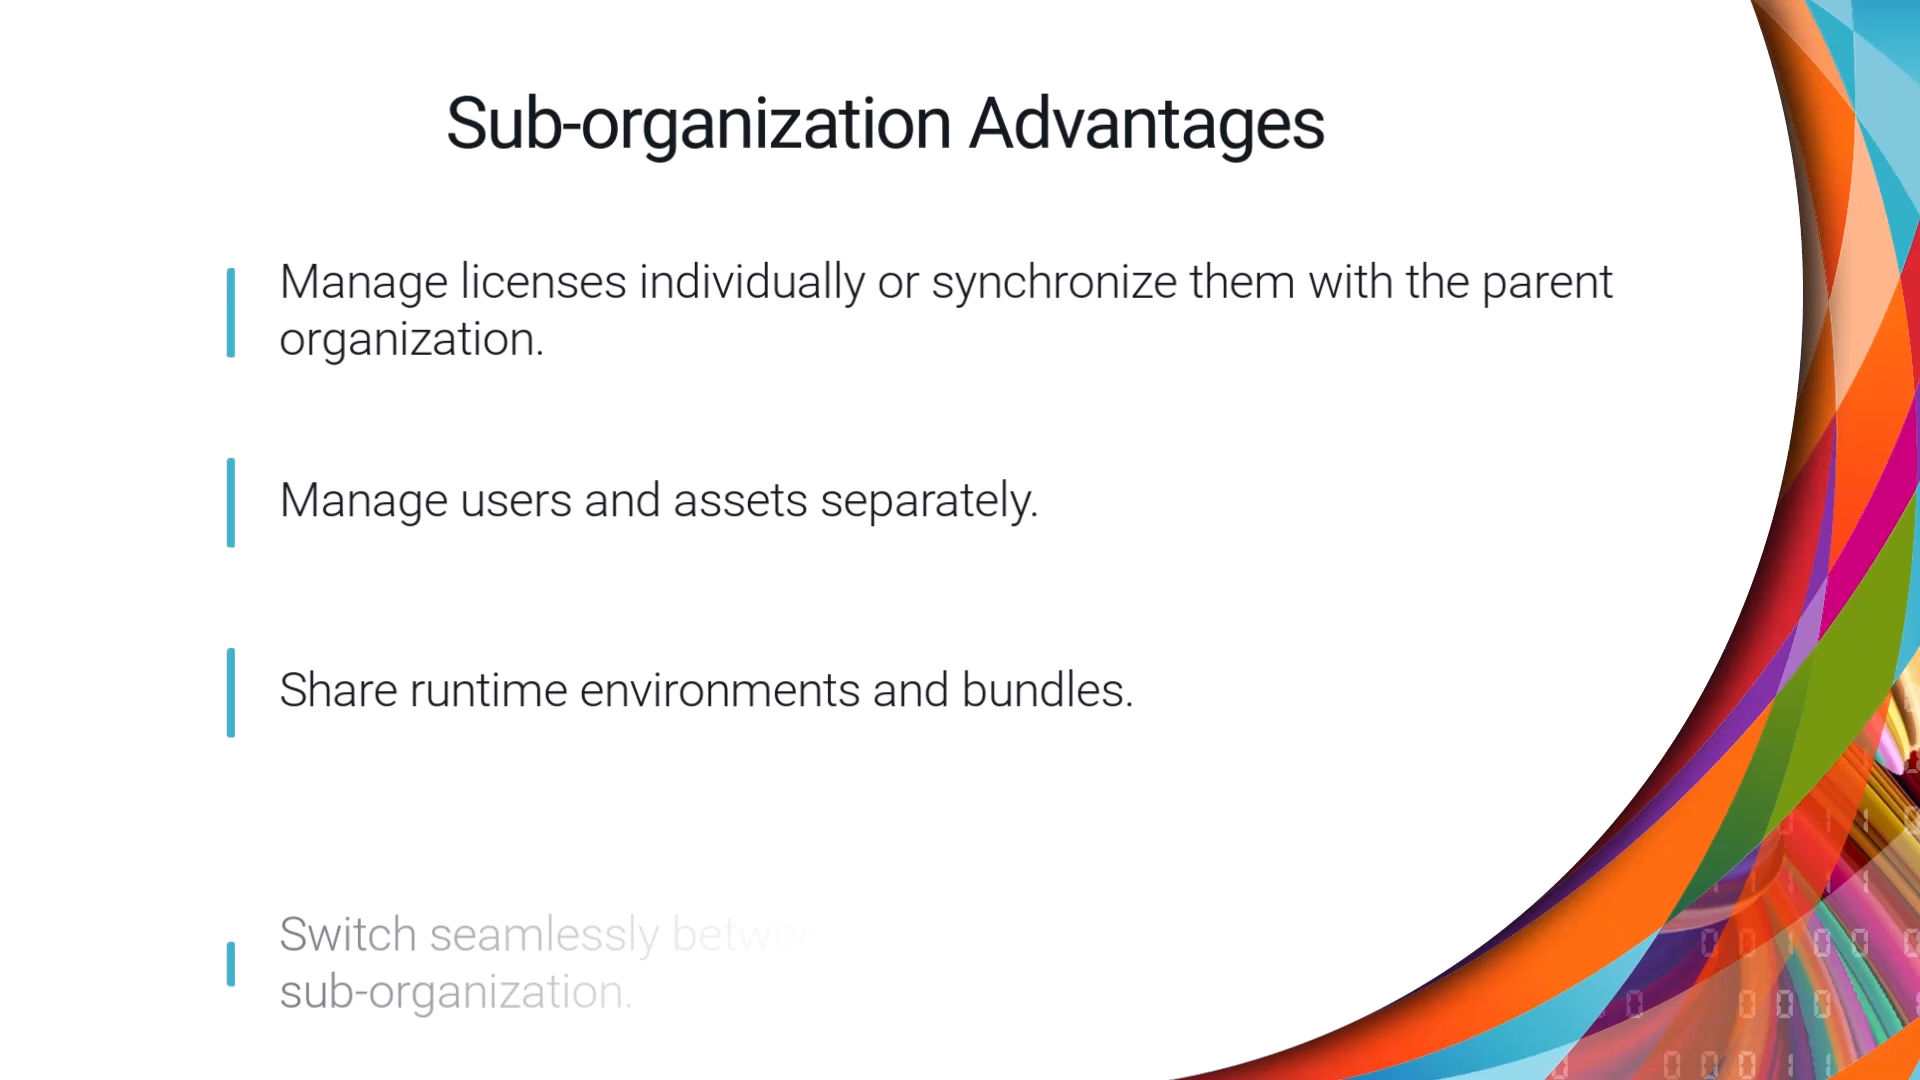 Sub-organization Advantages
Manage licenses individually or synchronize them with the parent
organization.
Manage users and assets separately.
Share runtime environments and bundles.
Switch seamlessly
sub-organization.